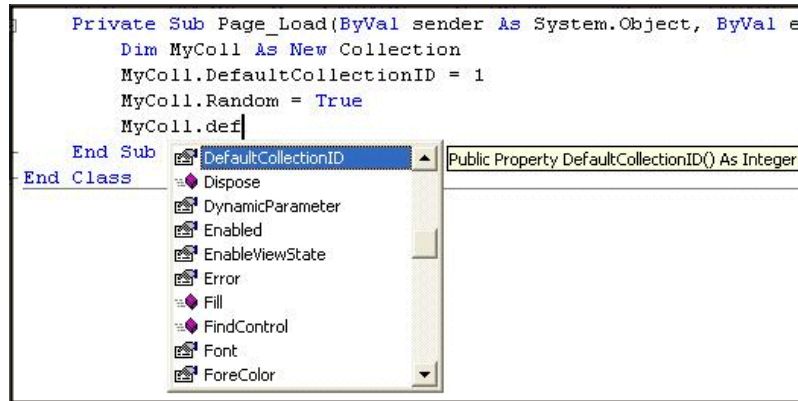 Private Sub Page_Load(ByVal sender As System.Object, ByVal e
Dim MyColl As New Collection
MyColl.DefaultCollectionID = 1
MyColl.Random = True
MyColl.def
End Sub
End Class
DefaultCollectionID
Public Property DefaultCollectionID() As Integer
Dispose
DynamicParameter
Enabled
EnableViewState
Error
Fill
FindControl
Font
ForeColor